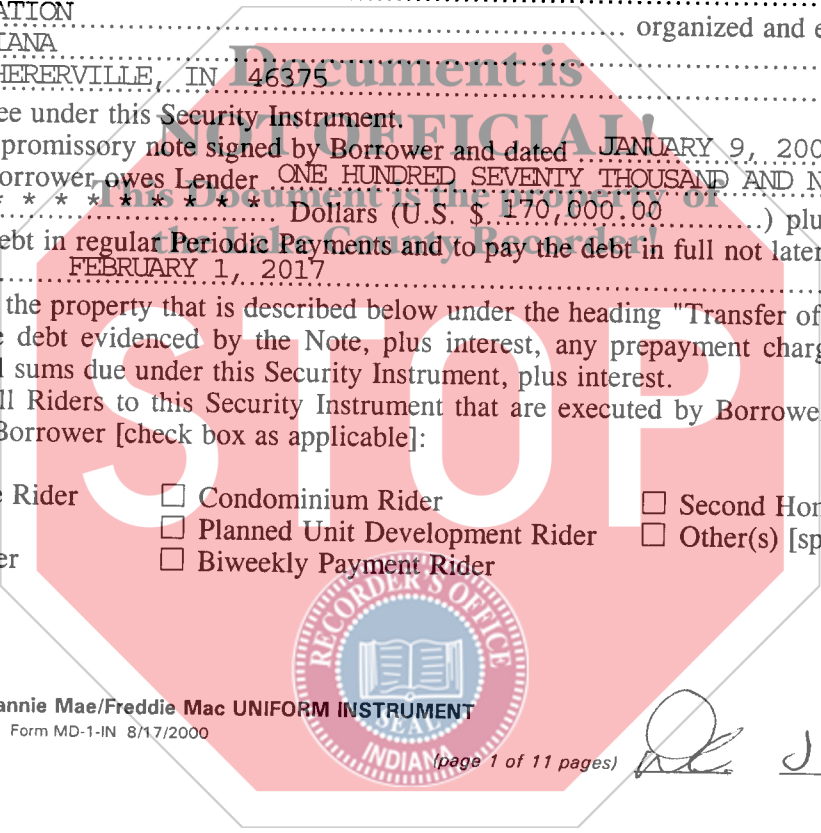 ATION
organized and e
IANA
HERERVILLE, IN 46375
Document is
ee under this Security Instrument.
NOT OFFICIAL!
promissory note signed by Borrower and dated JANUARY 9, 200
orrower owes Lender ONE HUNDRED SEVENTY THOUSAND AND N
This Document is the property of
* * * * * * * * * Dollars (U.S. $ 170,000.00 ) plu
the Lake County Recorder!
ebt in regular Periodic Payments and to pay the debt in full not later
FEBRUARY 1, 2017
the property that is described below under the heading "Transfer of
e debt evidenced by the Note, plus interest, any prepayment charg
l sums due under this Security Instrument, plus interest.
ll Riders to this Security Instrument that are executed by Borrowe
Borrower [check box as applicable]:
STOP
e Rider ☐ Condominium Rider ☐ Second Hom
☐ Planned Unit Development Rider ☐ Other(s) [sp
er ☐ Biweekly Payment Rider
RECORDER'S OFFICE
SEAL
INDIANA
annie Mae/Freddie Mac UNIFORM INSTRUMENT
Form MD-1-IN 8/17/2000
(page 1 of 11 pages)